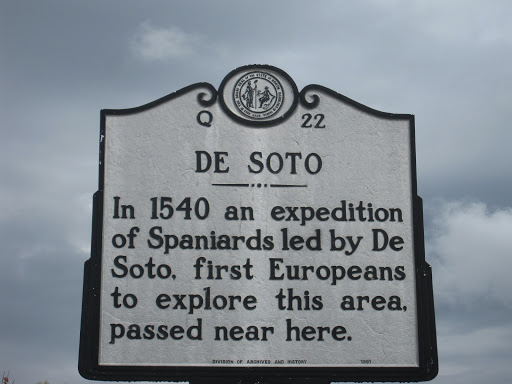 Q 22
DE SOTO
In 1540 an expedition
of Spaniards led by De
Soto, first Europeans
to explore this area,
passed near here.
DIVISION OF ARCHIVES AND HISTORY